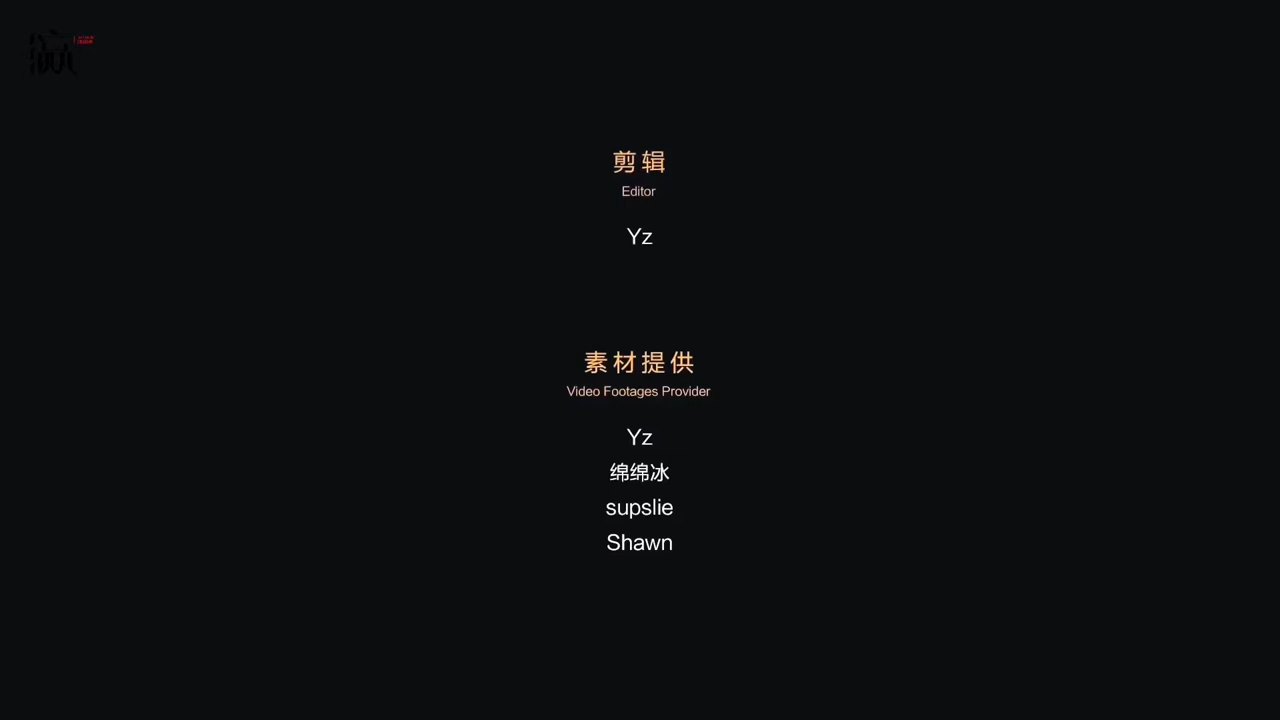 剪辑
Editor
Yz
素材提供
Video Footages Provider
Yz
绵绵冰
supslie
Shawn